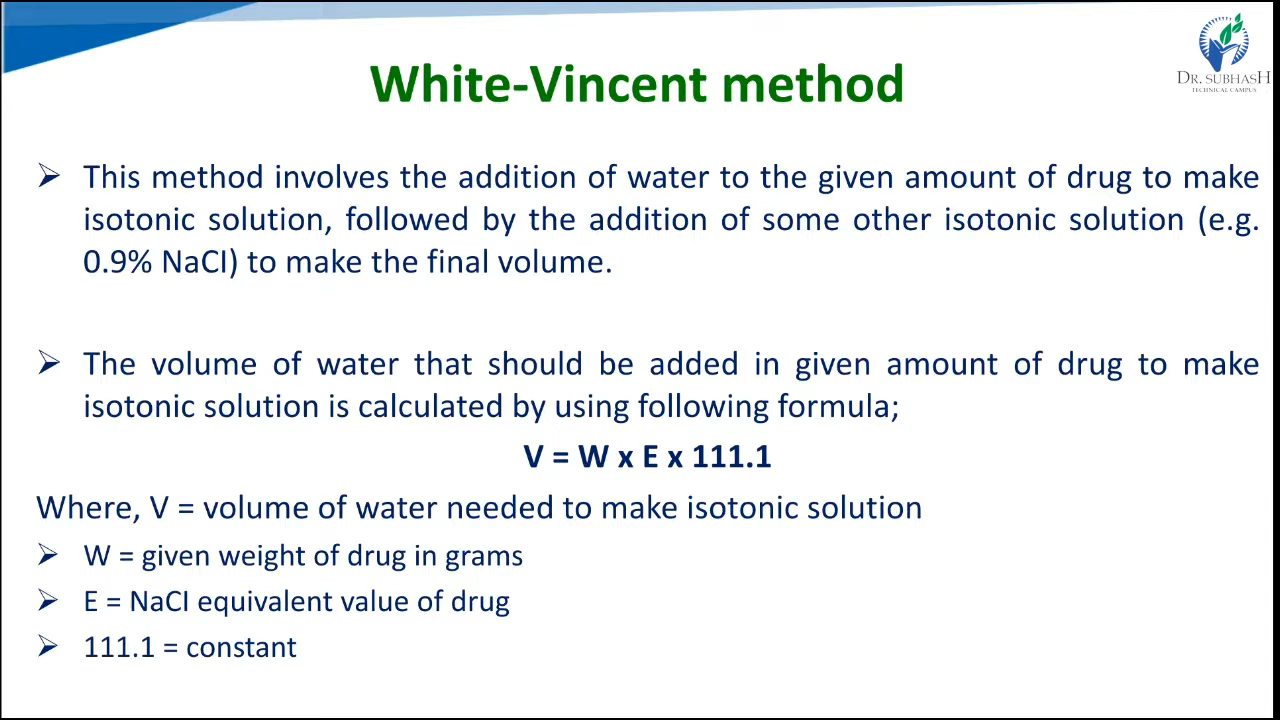 DR. SUBHASH
TECHNICAL CAMPUS
White-Vincent method
➢ This method involves the addition of water to the given amount of drug to make
isotonic solution, followed by the addition of some other isotonic solution (e.g.
0.9% NaCI) to make the final volume.
➢ The volume of water that should be added in given amount of drug to make
isotonic solution is calculated by using following formula;
V = W x E x 111.1
Where, V = volume of water needed to make isotonic solution
➢ W = given weight of drug in grams
➢ E = NaCI equivalent value of drug
➢ 111.1 = constant